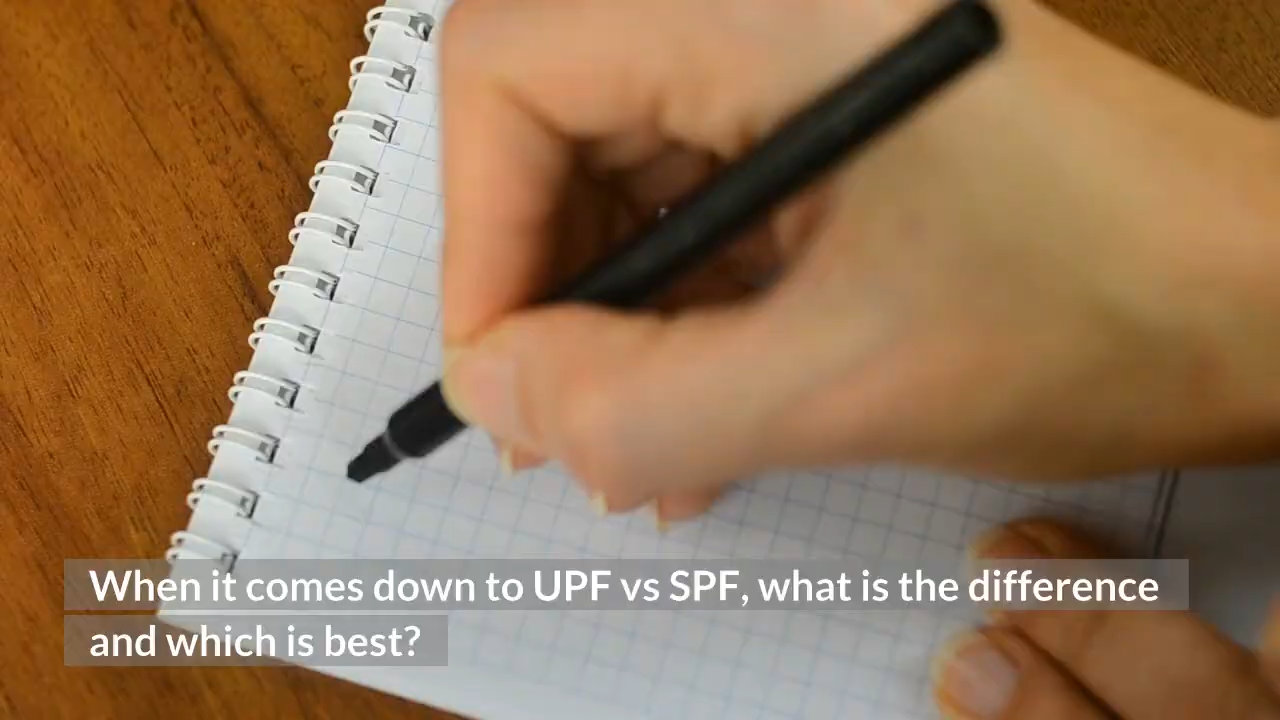 When it comes down to UPF vs SPF, what is the difference
and which is best?